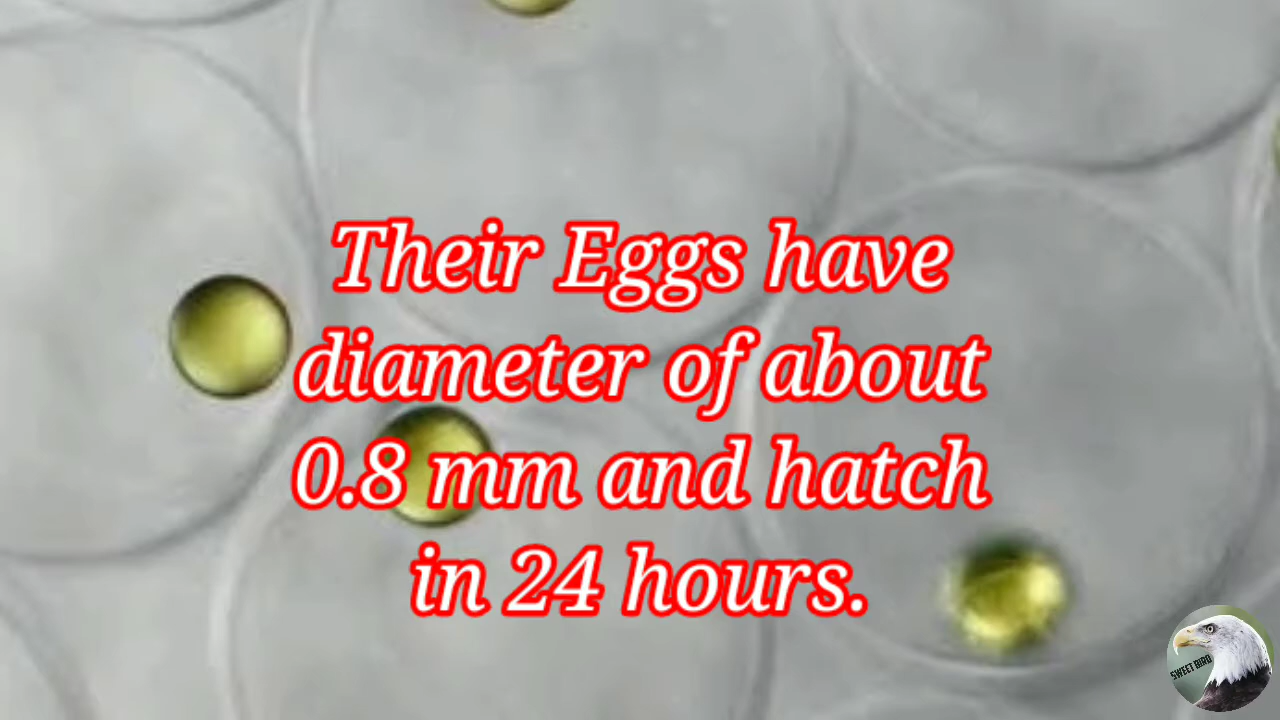 Their Eggs have
diameter of about
0.8 mm and hatch
in 24 hours.
SWEET BIRD